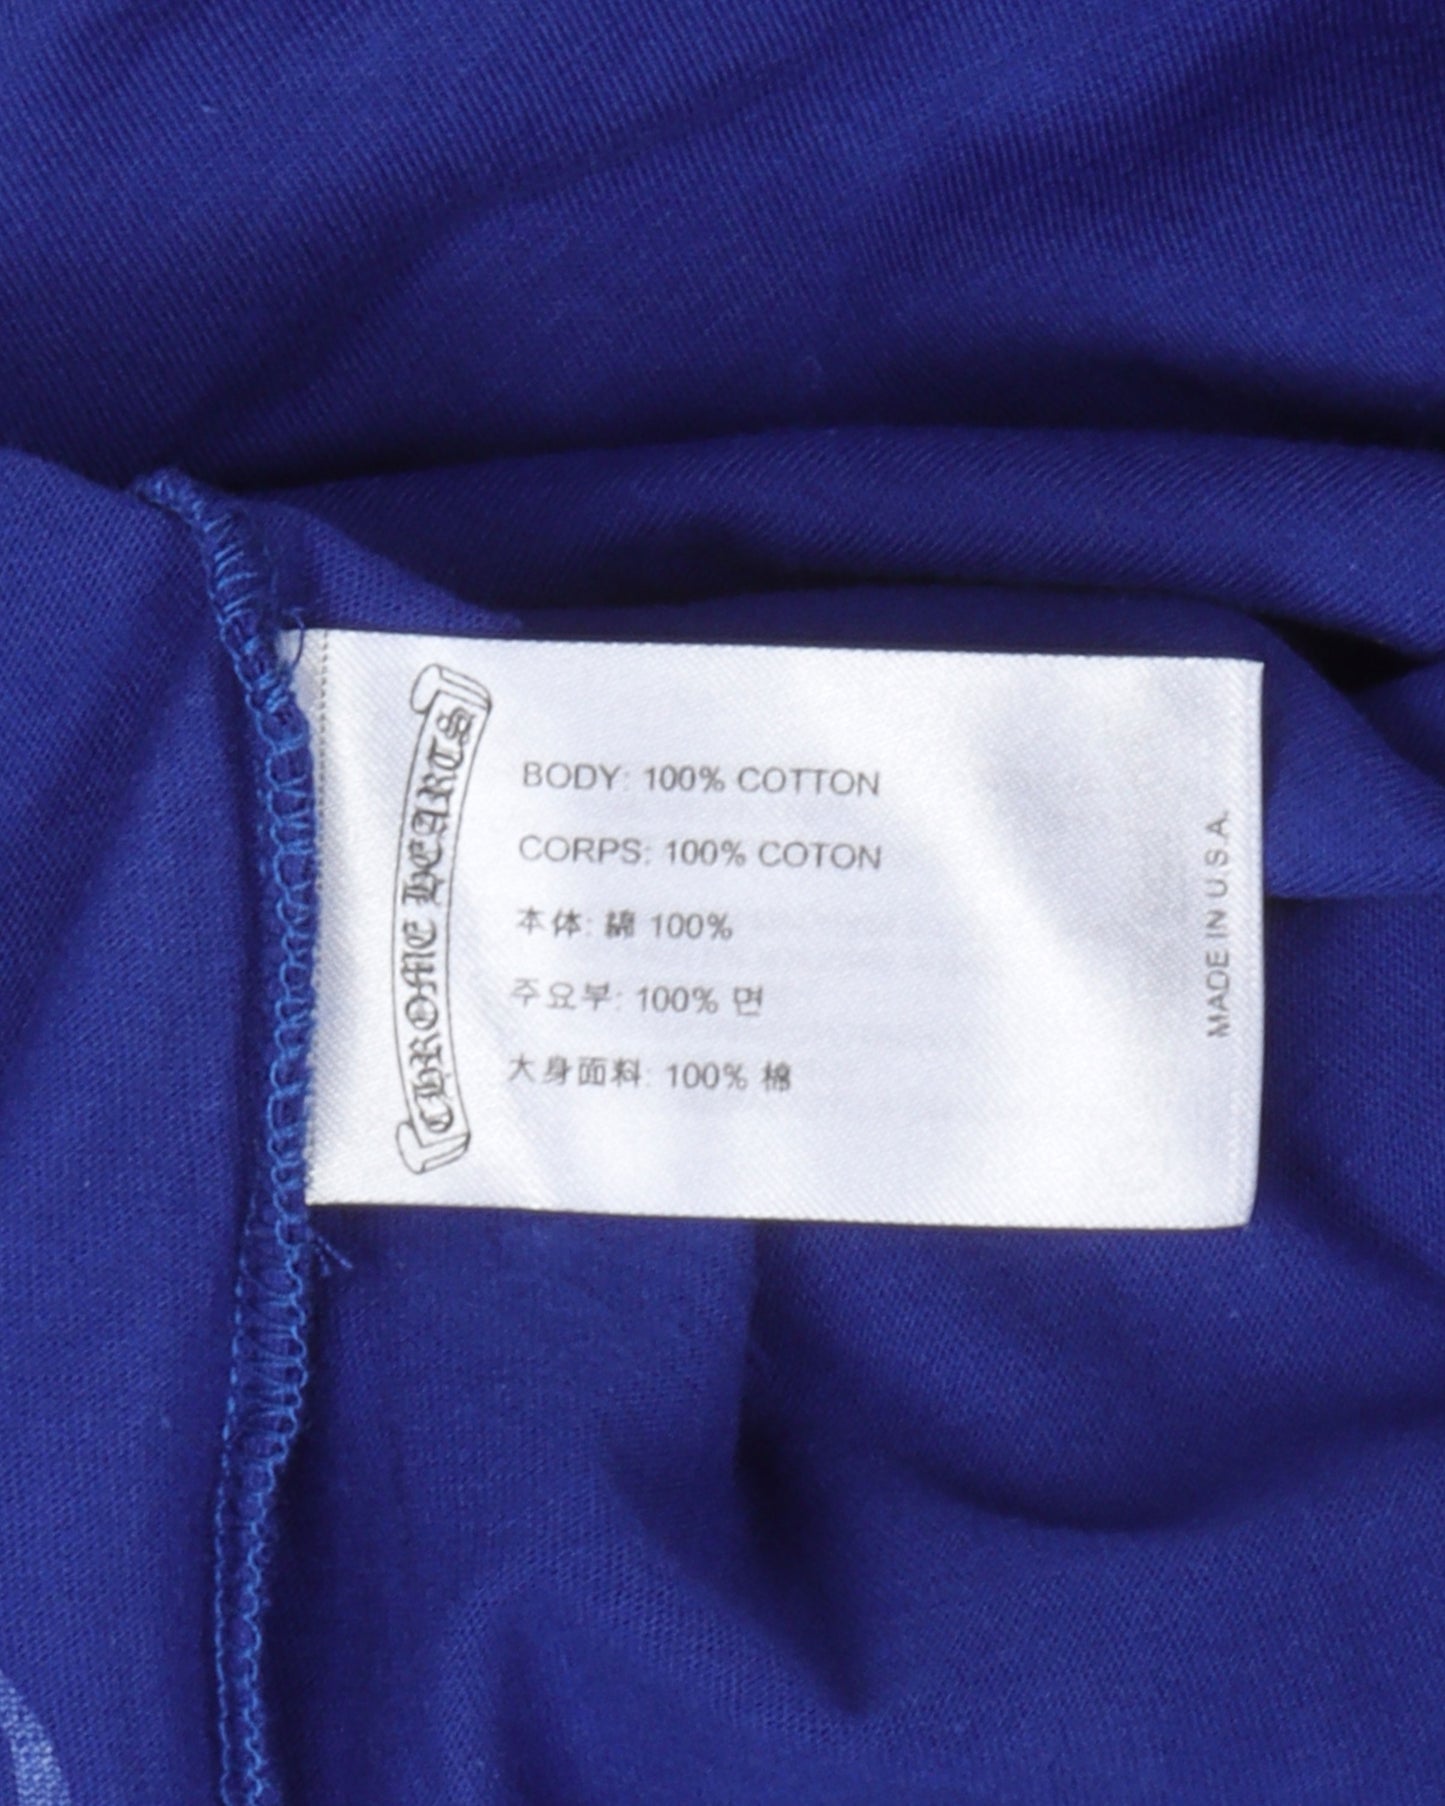 CHROME HEARTS
BODY: 100% COTTON
CORPS: 100% COTON
本体: 綿 100%
주요부: 100% 면
大身面料: 100% 棉
MADE IN U.S.A.